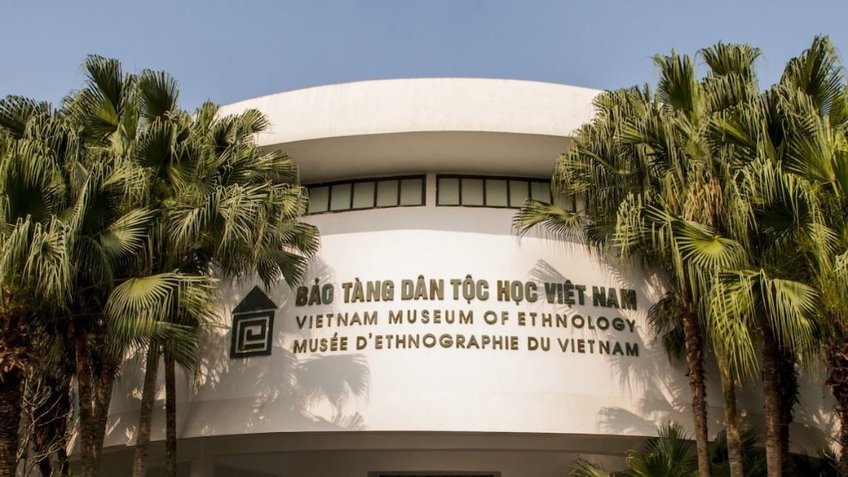 BẢO TÀNG DÂN TỘC HỌC VIỆT NAM
VIETNAM MUSEUM OF ETHNOLOGY
MUSÉE D'ETHNOGRAPHIE DU VIETNAM